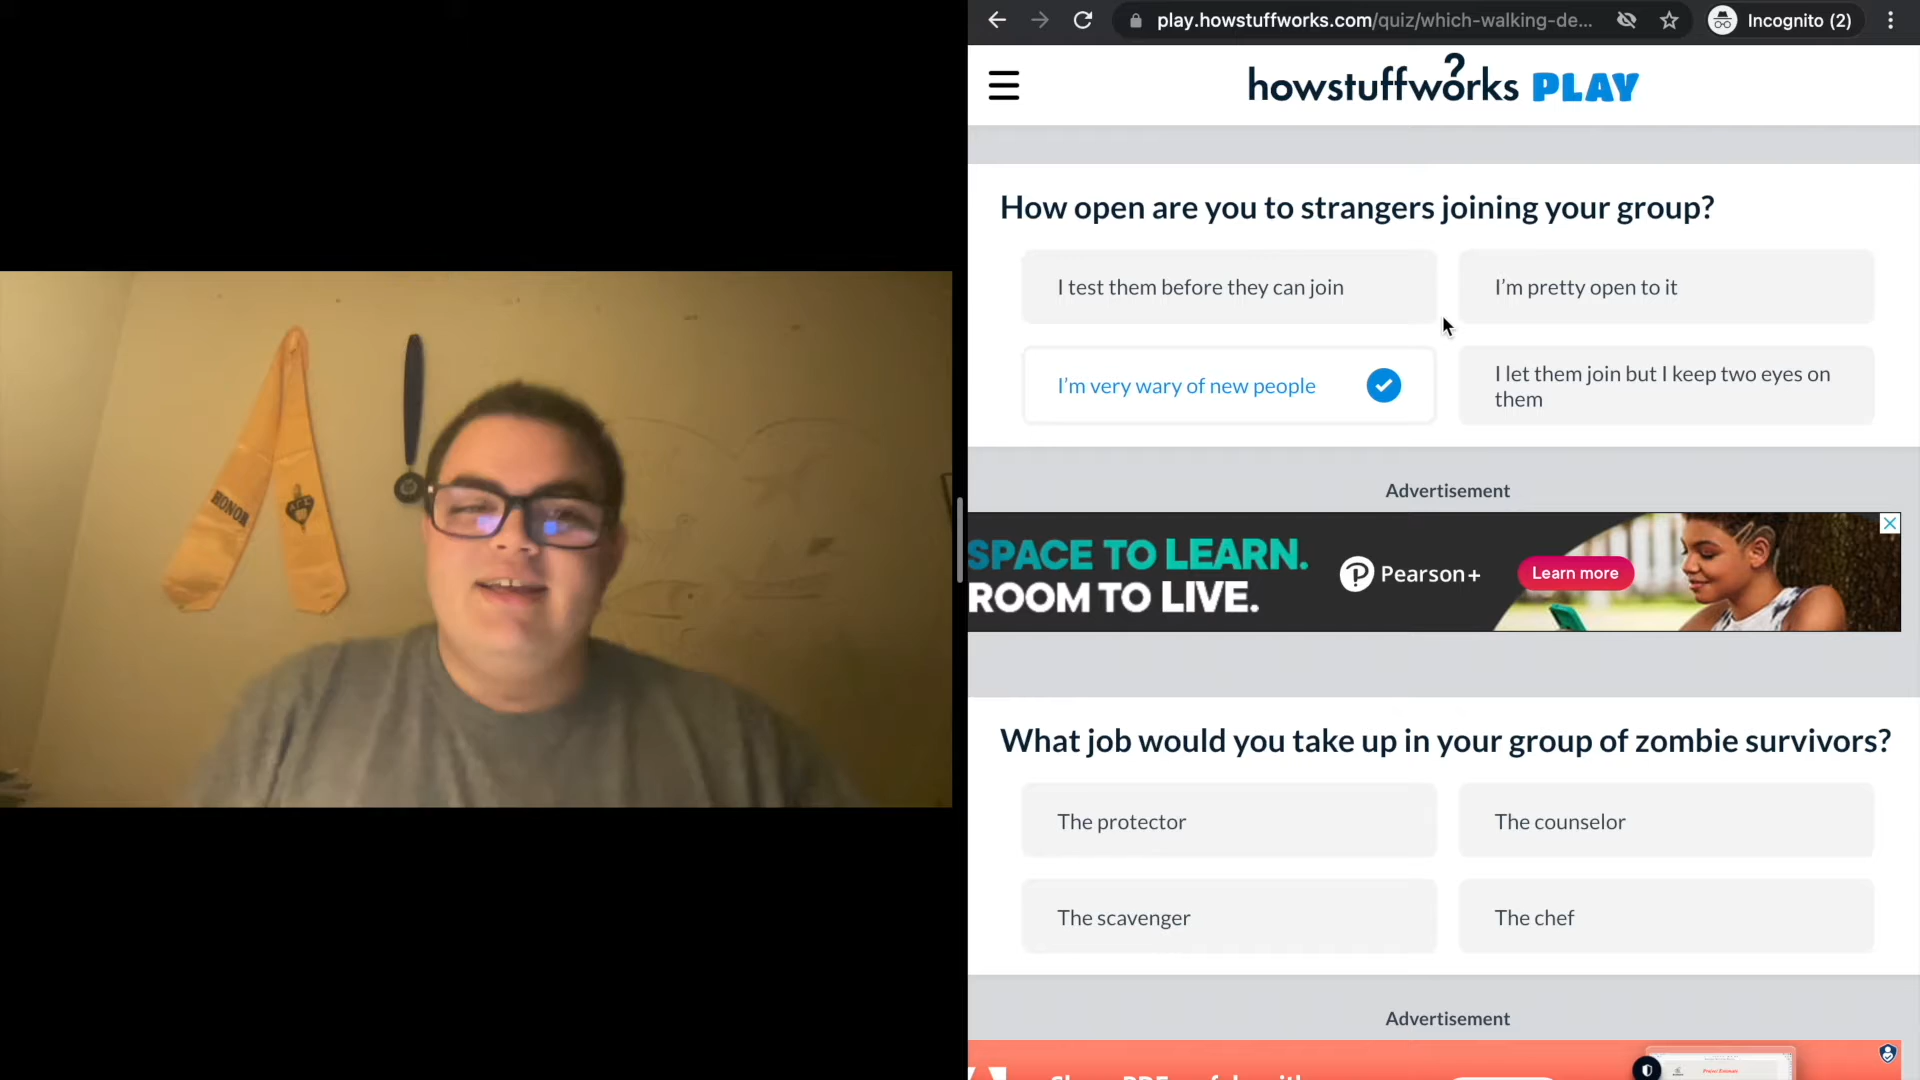 play.howstuffworks.com/quiz/which-walking-de...
Incognito (2)
howstuffworks PLAY
How open are you to strangers joining your group?
I test them before they can join
I'm pretty open to it
I'm very wary of new people
I let them join but I keep two eyes on
them
HONOR
Advertisement
SPACE TO LEARN.
ROOM TO LIVE.
Pearson+
Learn more
What job would you take up in your group of zombie survivors?
The protector
The counselor
The scavenger
The chef
Advertisement